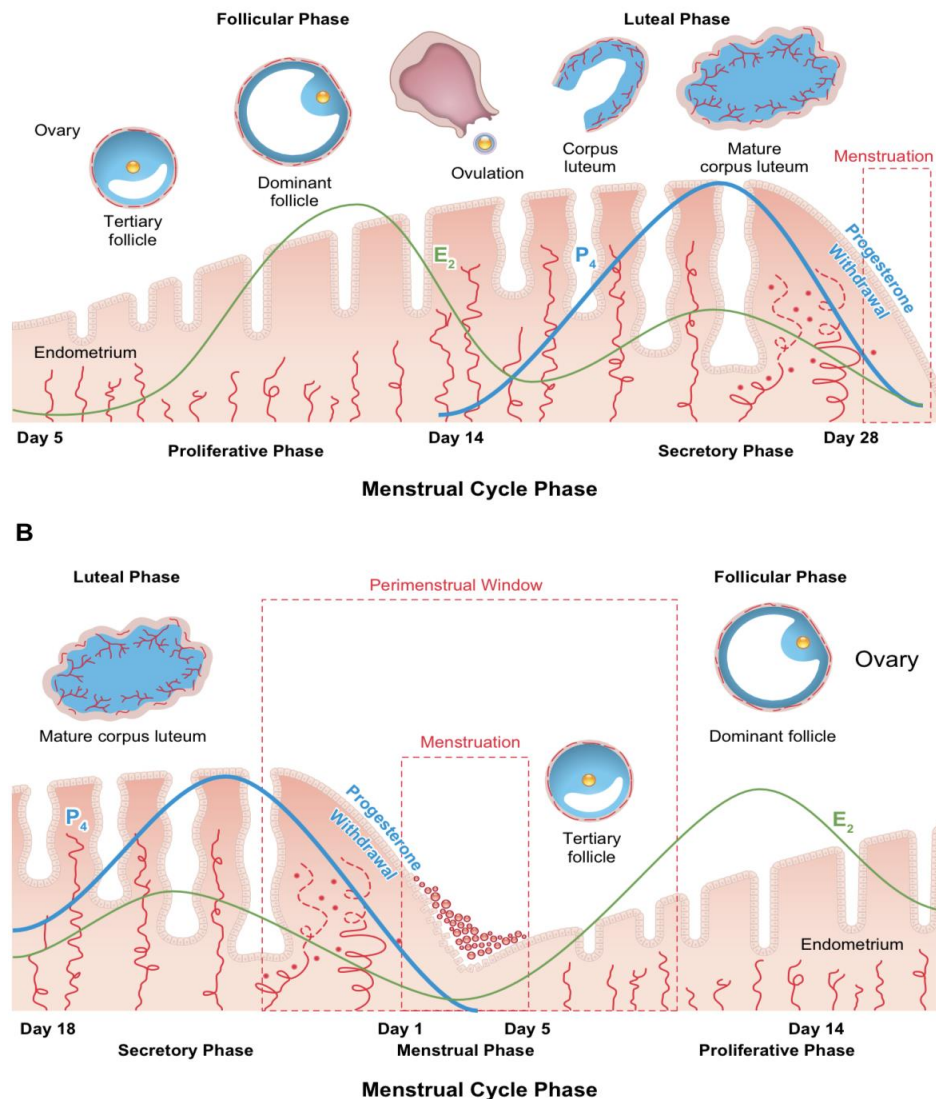 Follicular Phase
Luteal Phase
Ovary
Tertiary
follicle
Dominant
follicle
Ovulation
Corpus
luteum
Mature
corpus luteum
Menstruation
E2
P4
Progesterone
Withdrawal
Endometrium
Day 5
Day 14
Day 28
Proliferative Phase
Secretory Phase
Menstrual Cycle Phase
B
Luteal Phase
Perimenstrual Window
Follicular Phase
Ovary
Mature corpus luteum
Menstruation
Dominant follicle
Tertiary
follicle
P4
Progesterone
Withdrawal
E2
Endometrium
Day 18
Day 1
Day 5
Day 14
Secretory Phase
Menstrual Phase
Proliferative Phase
Menstrual Cycle Phase